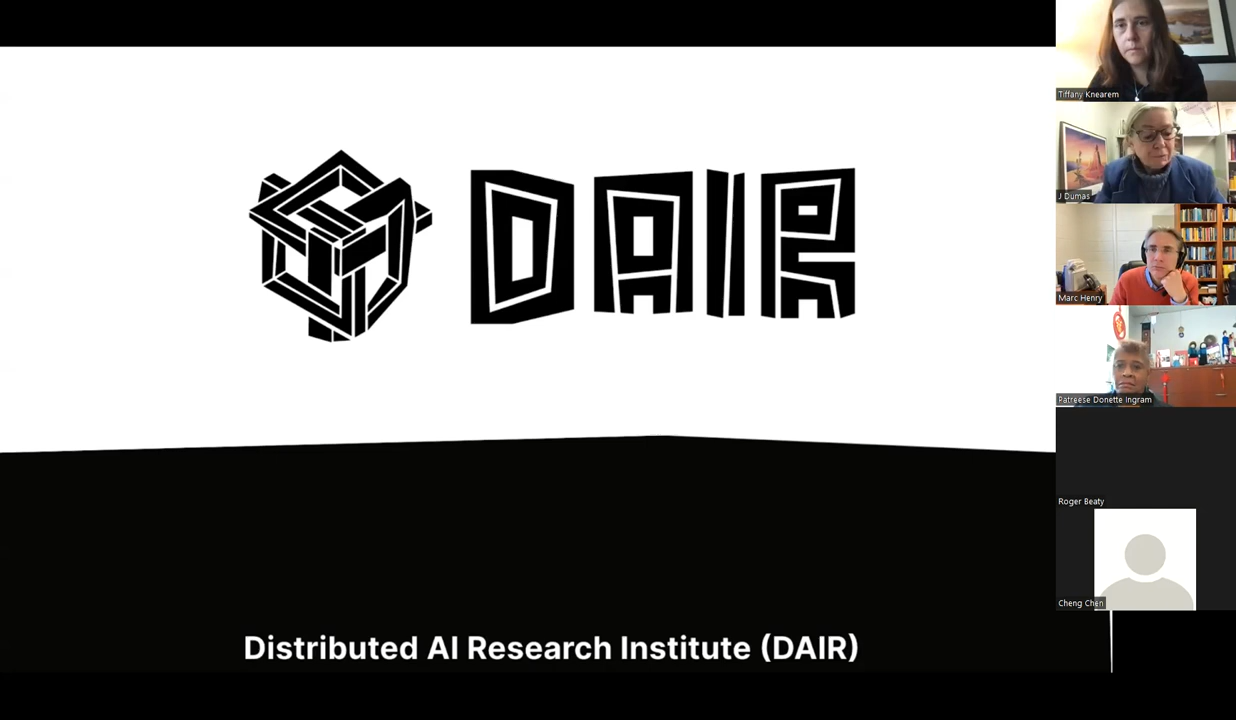 DAIR
Distributed AI Research Institute (DAIR)
Tiffany Knearem
J Dumas
Marc Henry
Patreese Donette Ingram
Roger Beaty
Cheng Chen